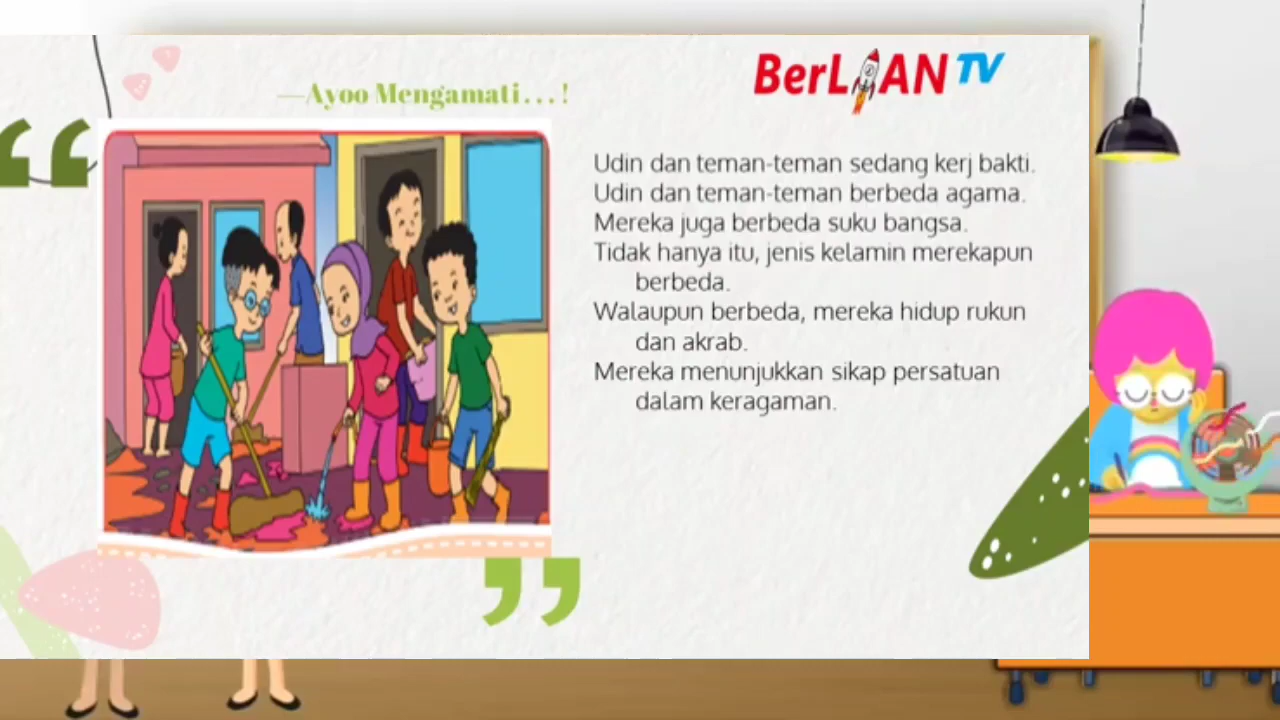 —Ayoo Mengamati...!
BerLIAN TV
Udin dan teman-teman sedang kerj bakti.
Udin dan teman-teman berbeda agama.
Mereka juga berbeda suku bangsa.
Tidak hanya itu, jenis kelamin merekapun
berbeda.
Walaupun berbeda, mereka hidup rukun
dan akrab.
Mereka menunjukkan sikap persatuan
dalam keragaman.